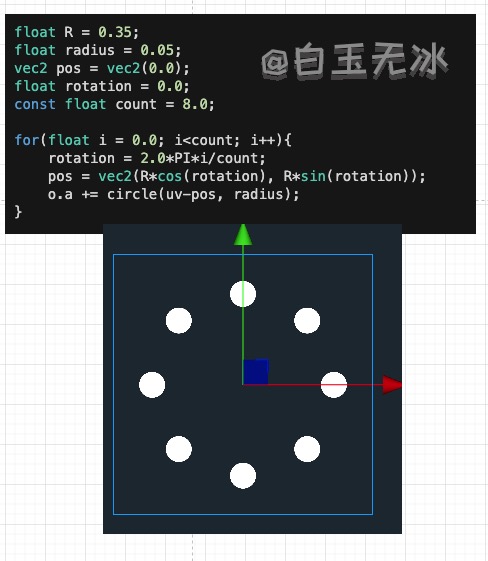 float R = 0.35;
float radius = 0.05;
vec2 pos = vec2(0.0);
float rotation = 0.0;
const float count = 8.0;
@白玉无冰
for(float i = 0.0; i<count; i++){
    rotation = 2.0*PI*i/count;
    pos = vec2(R*cos(rotation), R*sin(rotation));
    o.a += circle(uv-pos, radius);
}